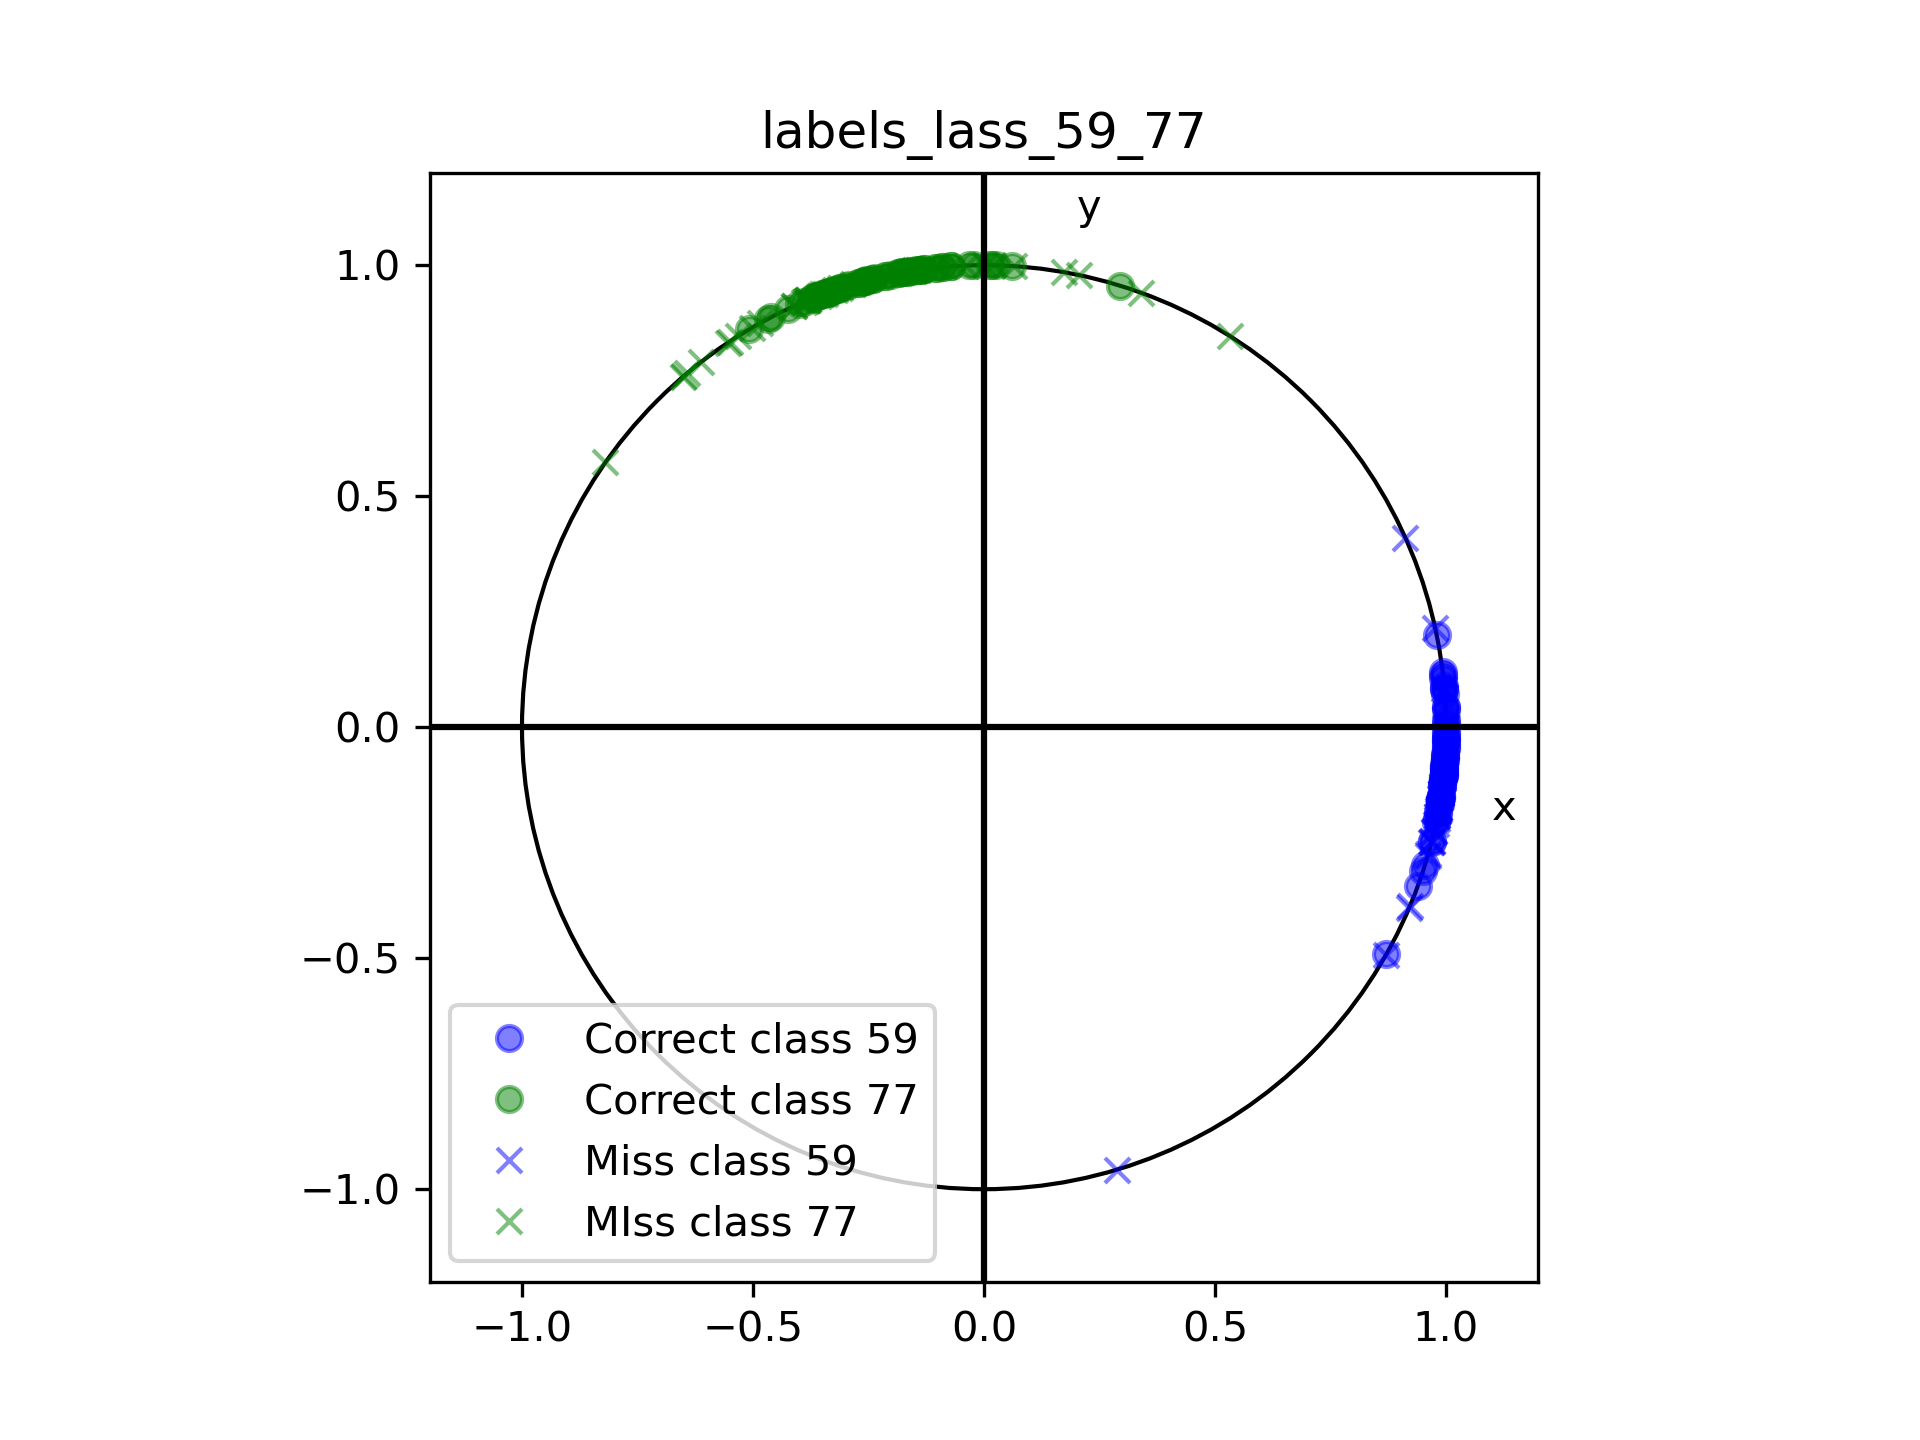 labels_lass_59_77
y
1.0
0.5
0.0
x
−0.5
−1.0
Correct class 59
Correct class 77
Miss class 59
MIss class 77
−1.0 −0.5 0.0 0.5 1.0